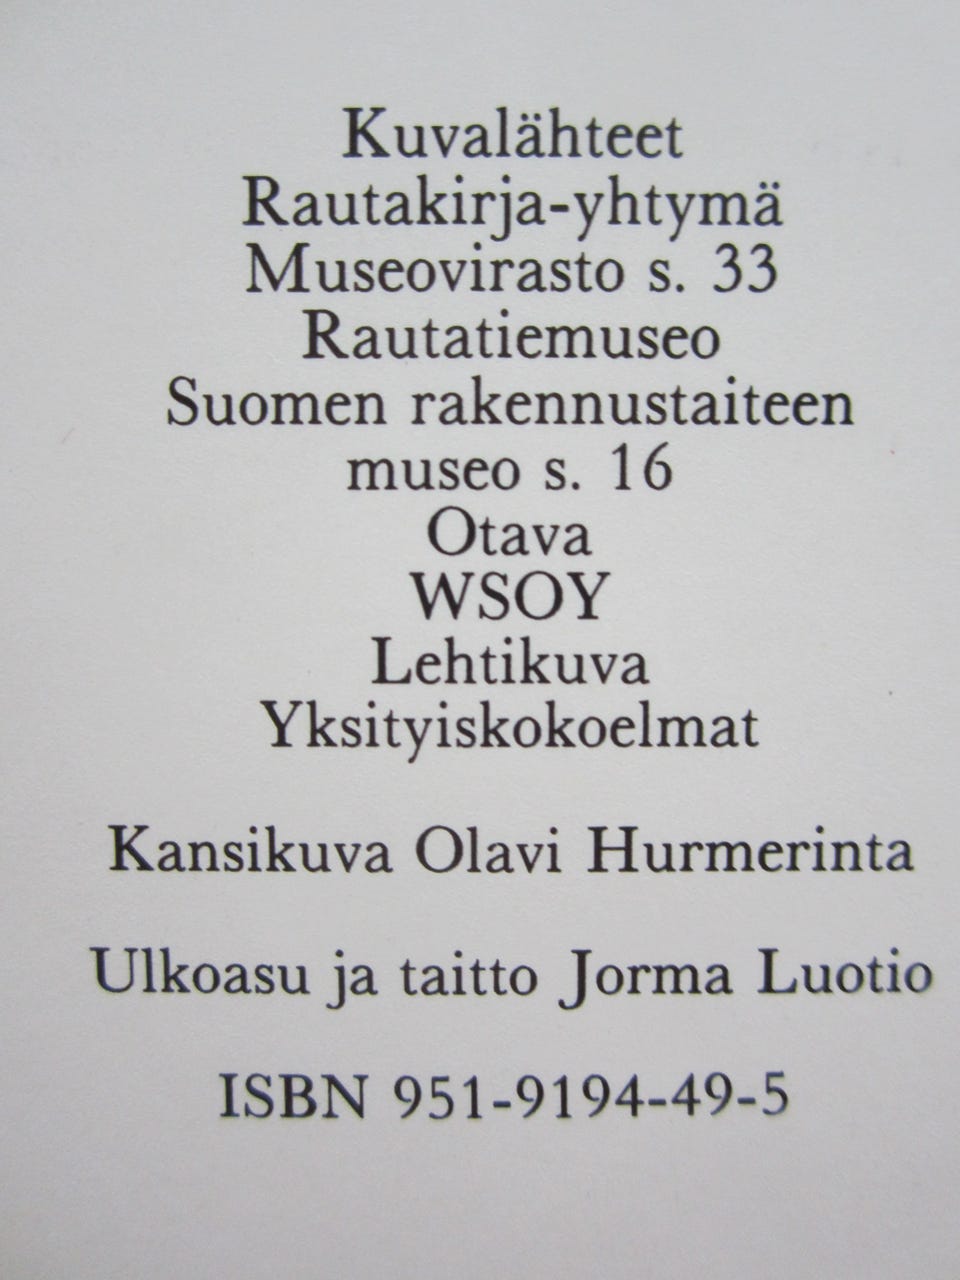 Kuvalähteet
Rautakirja-yhtymä
Museovirasto s. 33
Rautatiemuseo
Suomen rakennustaiteen
museo s. 16
Otava
WSOY
Lehtikuva
Yksityiskokoelmat
Kansikuva Olavi Hurmerinta
Ulkoasu ja taitto Jorma Luotio
ISBN 951-9194-49-5